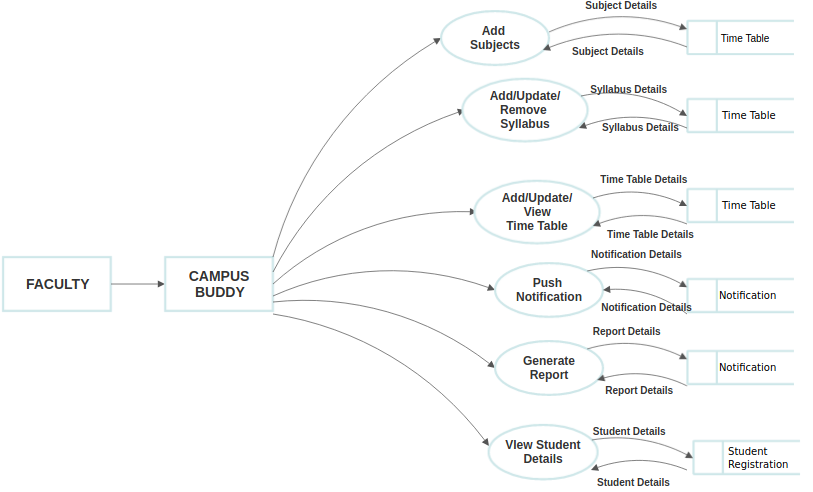 Subject Details
Add
Subjects
Time Table
Subject Details
Syllabus Details
Add/Update/
Remove
Syllabus
Time Table
Syllabus Details
Time Table Details
Add/Update/
View
Time Table
Time Table
Time Table Details
FACULTY
CAMPUS
BUDDY
Notification Details
Push
Notification
Notification
Notification Details
Report Details
Generate
Report
Notification
Report Details
Student Details
VIew Student
Details
Student
Registration
Student Details